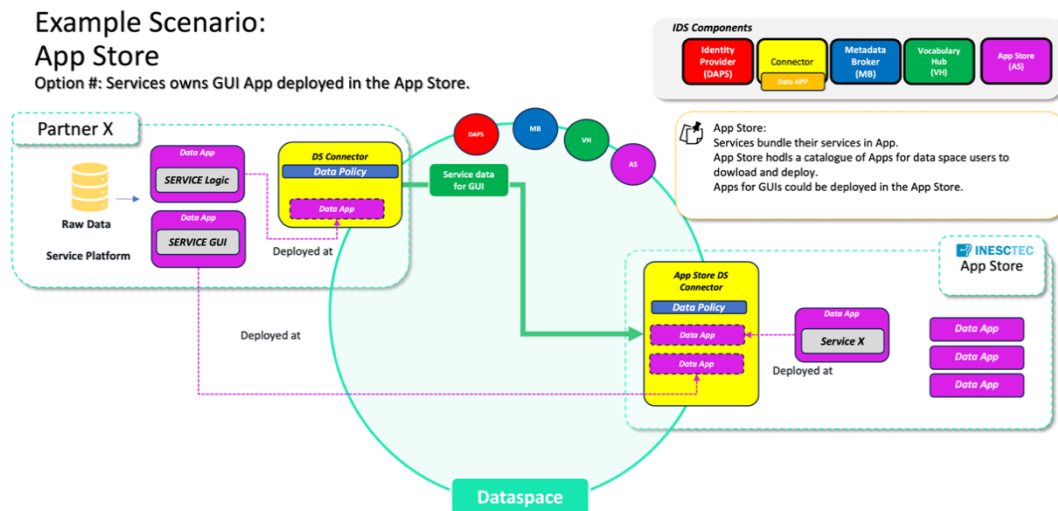 Example Scenario:
App Store
Option #: Services owns GUI App deployed in the App Store.
IDS Components
Identity
Provider
(DAPS)
Connector
Data APP
Metadata
Broker
(MB)
Vocabulary
Hub
(VH)
App Store
(AS)
App Store:
Services bundle their services in App.
App Store hodls a catalogue of Apps for data space users to
dowload and deploy.
Apps for GUIs could be deployed in the App Store.
Partner X
Raw Data
Service Platform
Data App
SERVICE Logic
Data App
SERVICE GUI
DS Connector
Data Policy
Data App
Deployed at
Deployed at
DAPS
MB
VH
AS
Service data
for GUI
INESCTEC
App Store
App Store DS
Connector
Data Policy
Data App
Data App
Data App
Service X
Deployed at
Data App
Data App
Data App
Dataspace